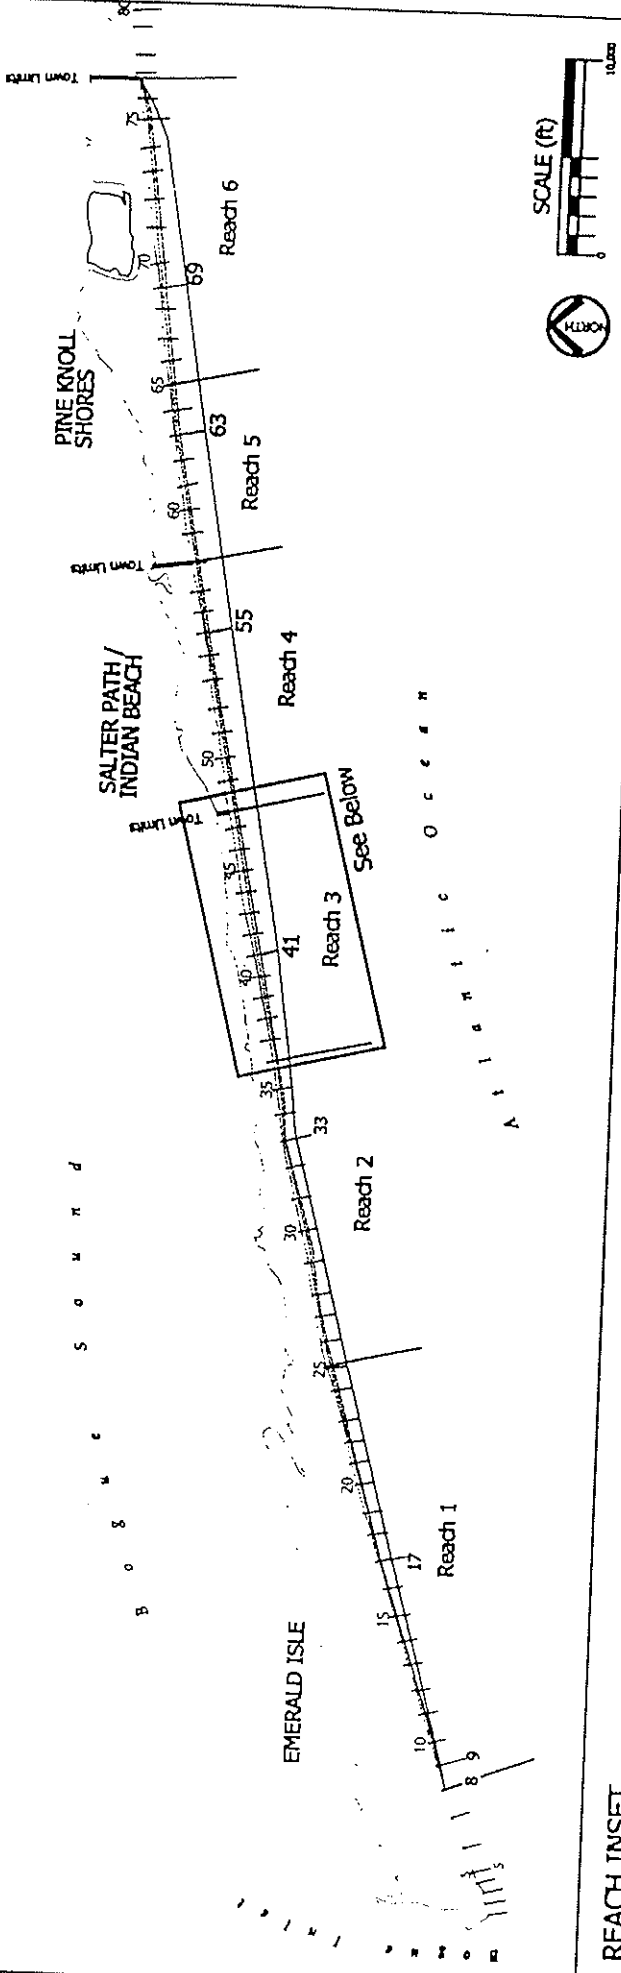 80
Town Limits
75
Reach 6
70
69
PINE KNOLL
SHORES
65
63
Reach 5
60
Town Limits
55
Reach 4
SALTER PATH /
INDIAN BEACH
50
Town Limits
45
See Below
Reach 3
41
40
35
33
Reach 2
30
25
20
17
Reach 1
15
EMERALD ISLE
10
9
8
5
Bogue Sound
Atlantic Ocean
Bogue Inlet
NORTH
SCALE (ft)
0
10,000
REACH INSET